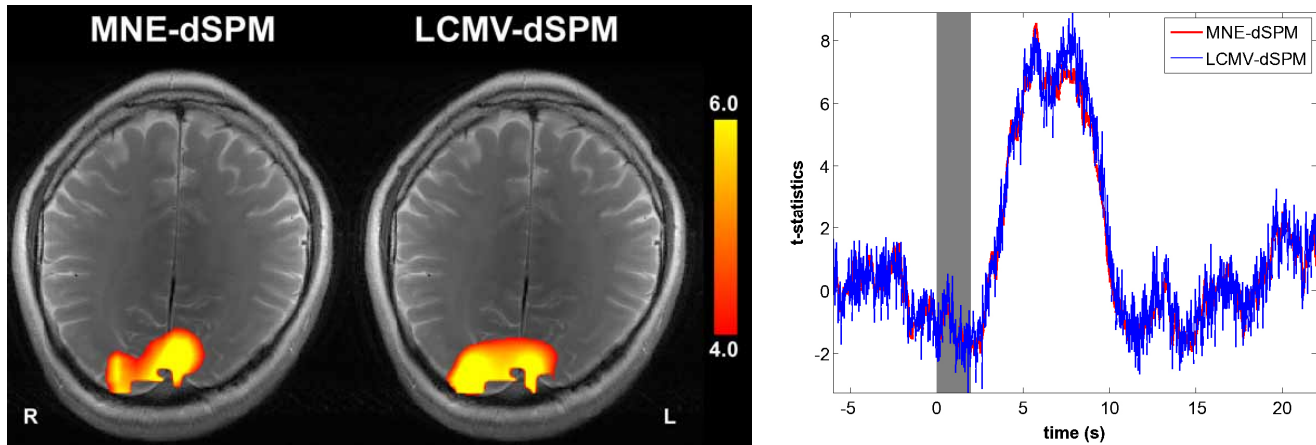 MNE-dSPM
LCMV-dSPM
6.0
4.0
R
L
MNE-dSPM
LCMV-dSPM
8
6
4
2
0
-2
t-statistics
-5
0
5
10
15
20
time (s)